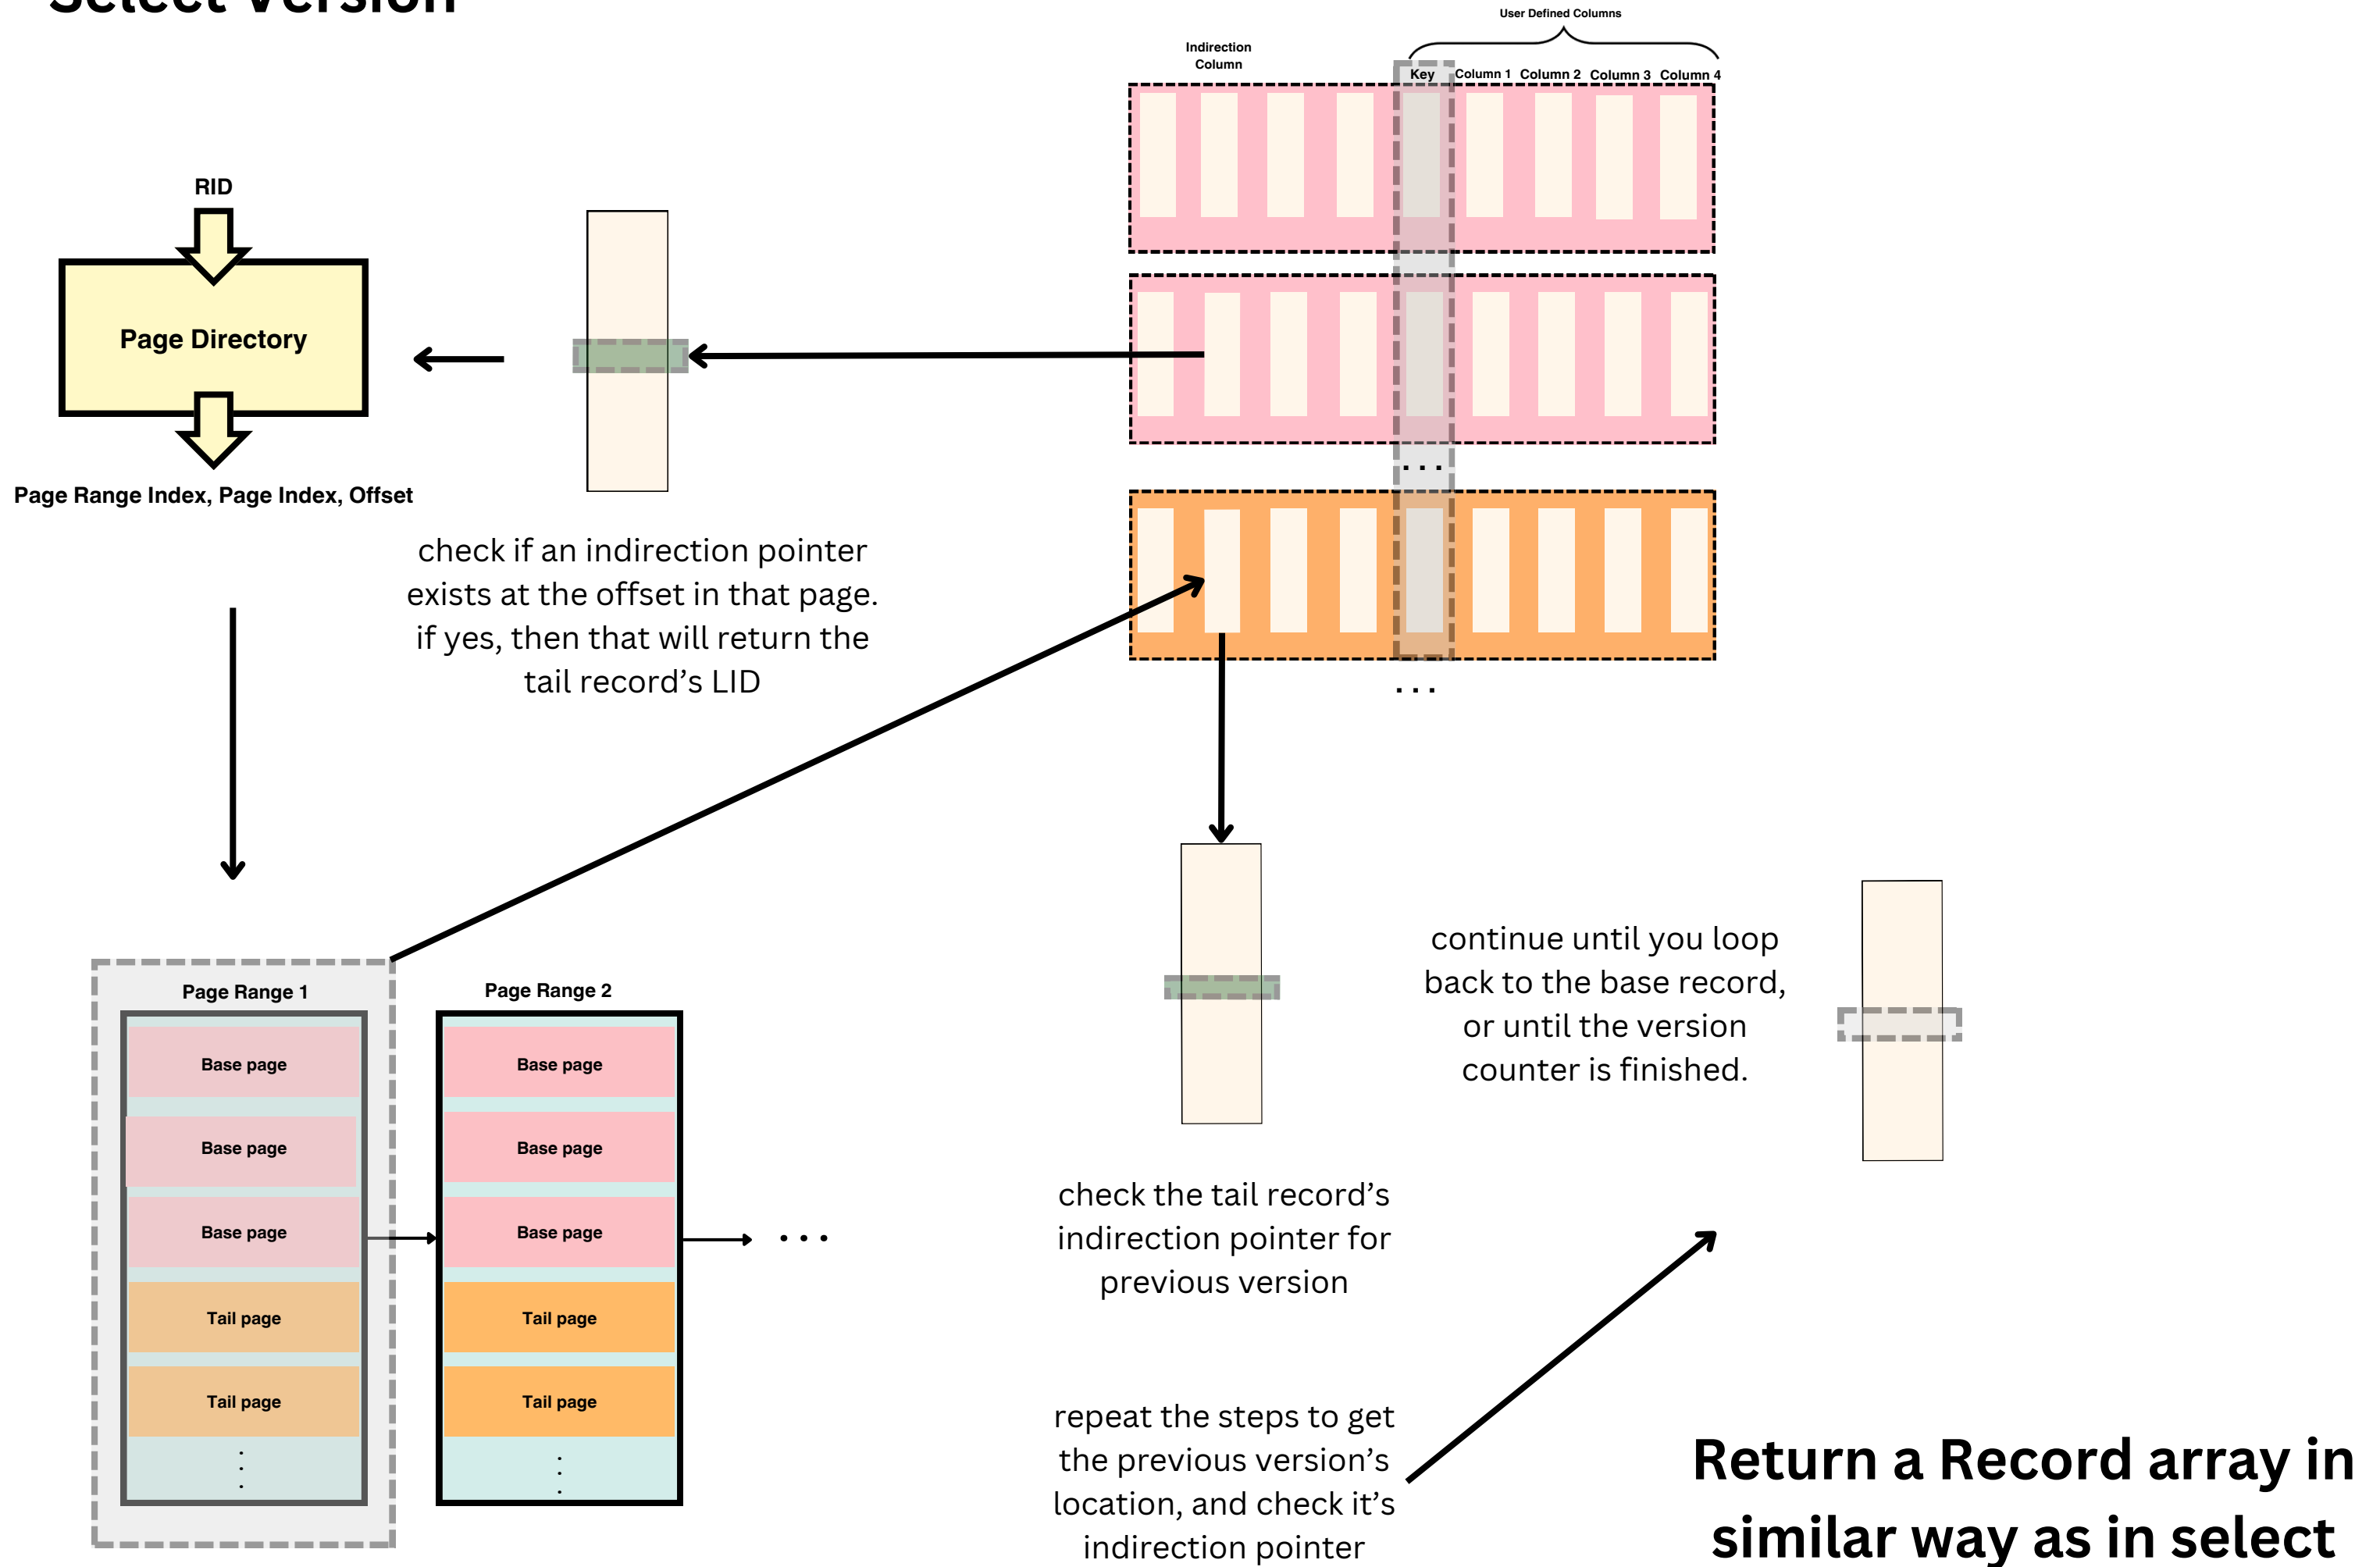 Select Version
User Defined Columns
Indirection
Column
Key Column 1 Column 2 Column 3 Column 4
RID
Page Directory
Page Range Index, Page Index, Offset
. . .
check if an indirection pointer
exists at the offset in that page.
if yes, then that will return the
tail record’s LID
. . .
continue until you loop
back to the base record,
or until the version
counter is finished.
Page Range 1
Base page
Base page
Base page
Tail page
Tail page
.
.
.
Page Range 2
Base page
Base page
Base page
Tail page
Tail page
.
.
.
. . .
check the tail record’s
indirection pointer for
previous version
repeat the steps to get
the previous version’s
location, and check it’s
indirection pointer
Return a Record array in
similar way as in select